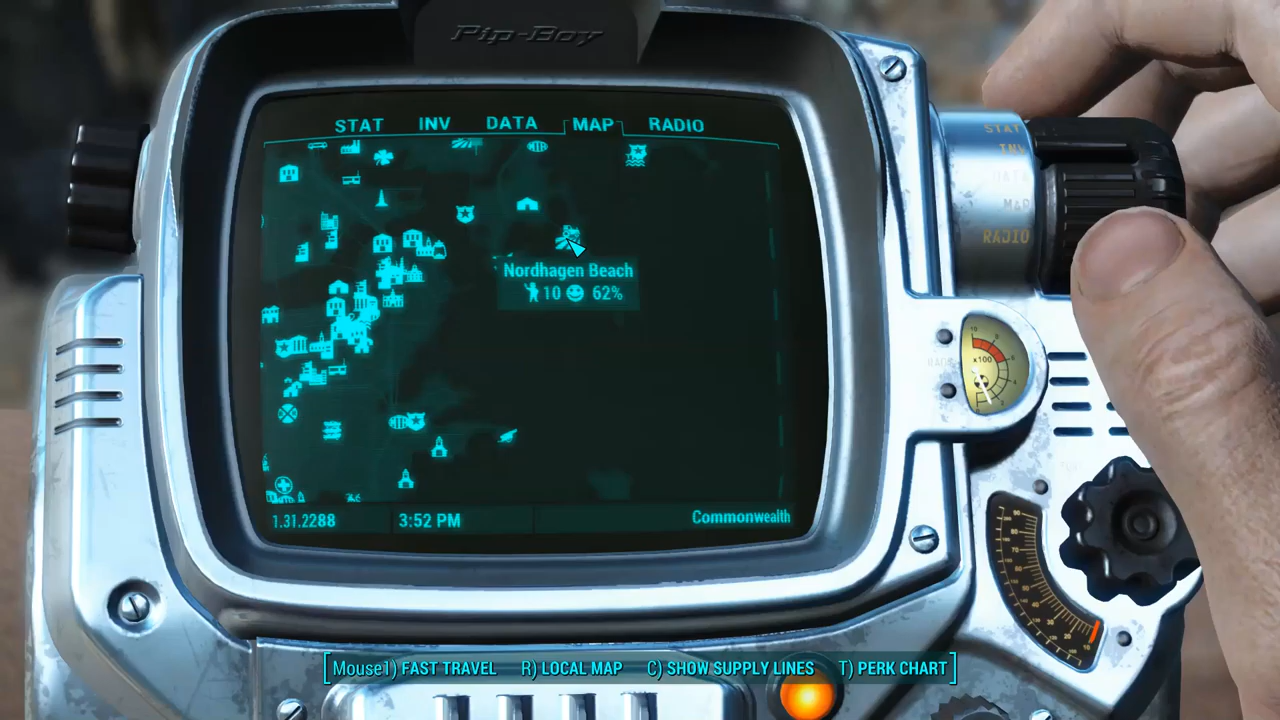 Pip-Boy
STAT INV DATA MAP RADIO
Nordhagen Beach
10 62%
1.31.2288 3:52 PM Commonwealth
STAT
INV
DATA
MAP
RADIO
x100
Mouse1) FAST TRAVEL R) LOCAL MAP C) SHOW SUPPLY LINES T) PERK CHART